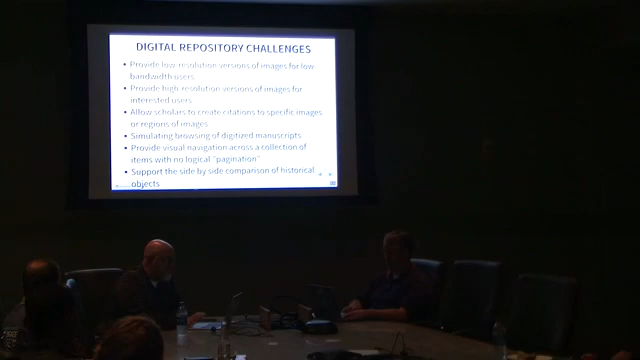 DIGITAL REPOSITORY CHALLENGES
• Provide low-resolution versions of images for low
bandwidth users
• Provide high-resolution versions of images for
interested users
• Allow scholars to create citations to specific images
or regions of images
• Simulating browsing of digitized manuscripts
• Provide visual navigation across a collection of
items with no logical "pagination"
• Support the side by side comparison of historical
objects